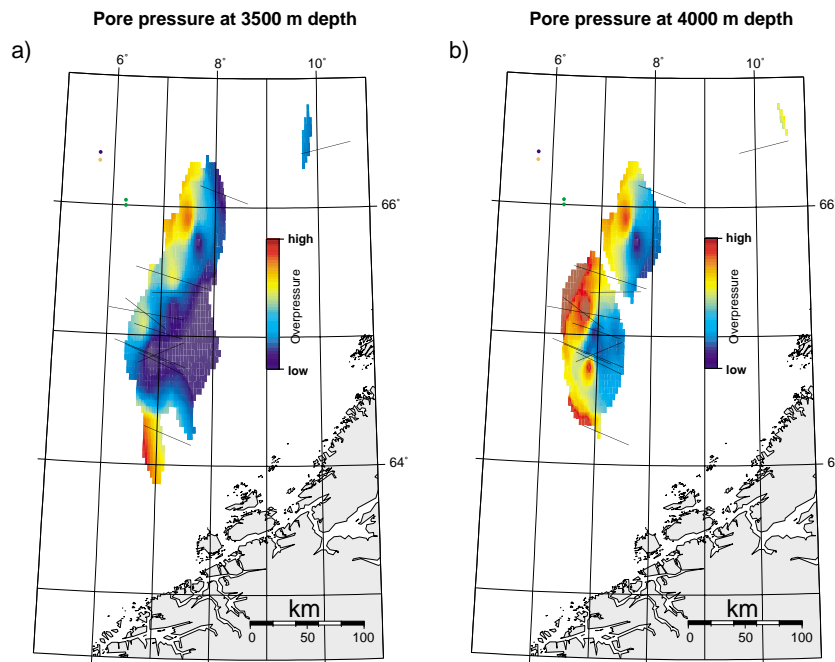 Pore pressure at 3500 m depth
Pore pressure at 4000 m depth
a)
b)
6˚
8˚
10˚
6˚
8˚
10˚
66˚
66
high
Overpressure
low
high
Overpressure
low
64˚
6
km
0 50 100
km
0 50 100